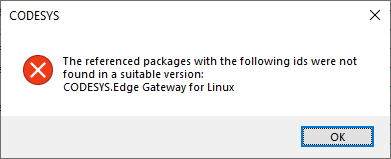 CODESYS
The referenced packages with the following ids were not
found in a suitable version:
CODESYS.Edge Gateway for Linux
OK